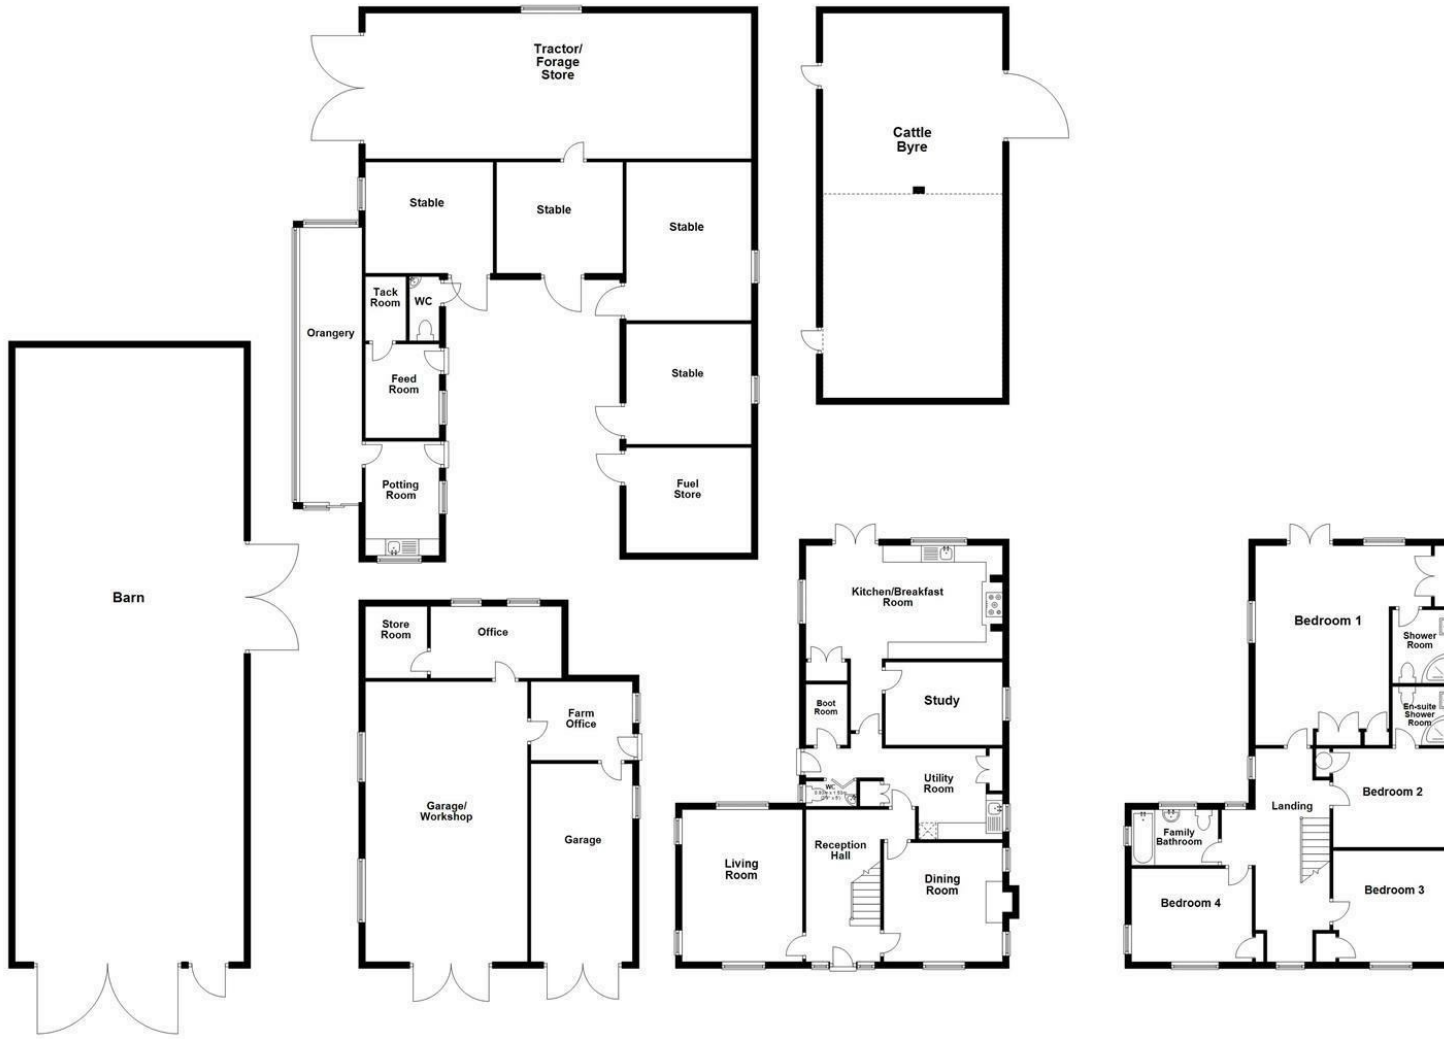 Tractor/
Forage
Store
Cattle
Byre
Stable
Stable
Stable
Tack
Room
WC
Orangery
Feed
Room
Stable
Potting
Room
Fuel
Store
Barn
Store
Room
Office
Farm
Office
Garage/
Workshop
Garage
Kitchen/Breakfast
Room
Study
Boot
Room
Utility
Room
WC
Reception
Hall
Living
Room
Dining
Room
Bedroom 1
Shower
Room
En-suite
Shower
Room
Landing
Bedroom 2
Family
Bathroom
Bedroom 3
Bedroom 4